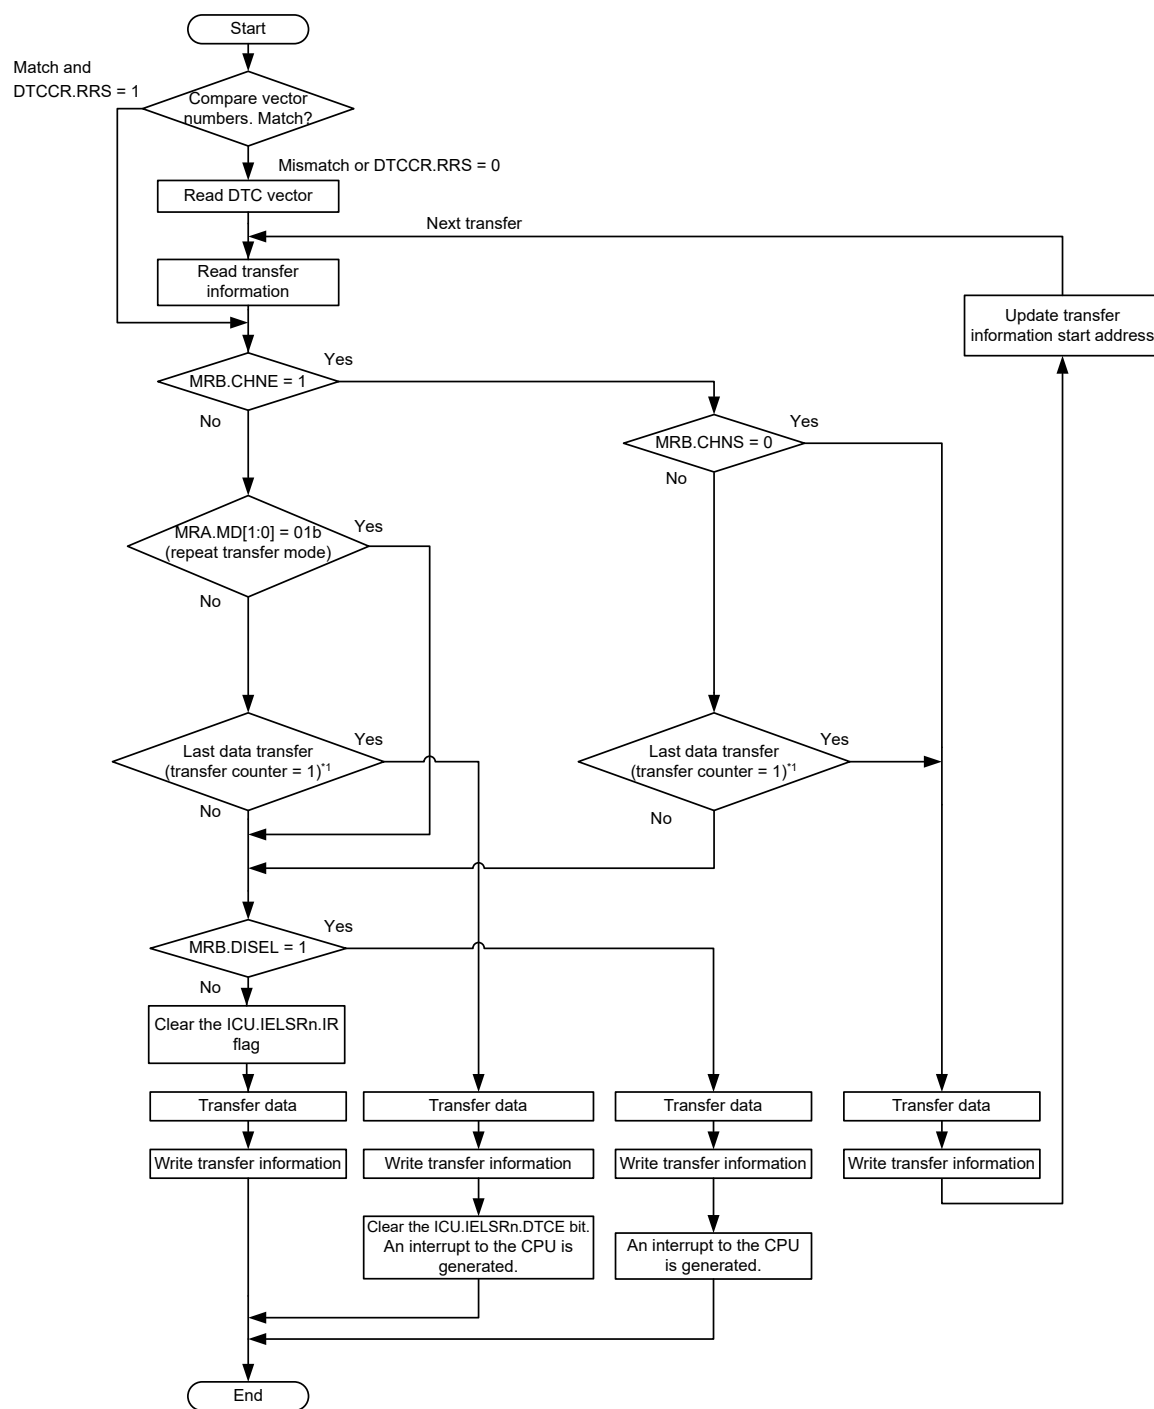 Start
Match and
DTCCR.RRS = 1
Compare vector
numbers. Match?
Mismatch or DTCCR.RRS = 0
Read DTC vector
Next transfer
Read transfer
information
Update transfer
information start address
Yes
MRB.CHNE = 1
No
Yes
MRB.CHNS = 0
No
MRA.MD[1:0] = 01b
(repeat transfer mode)
Yes
No
Last data transfer
(transfer counter = 1)*1
Yes
No
Last data transfer
(transfer counter = 1)*1
Yes
No
MRB.DISEL = 1
Yes
No
Clear the ICU.IELSRn.IR
flag
Transfer data
Transfer data
Transfer data
Transfer data
Write transfer information
Write transfer information
Write transfer information
Write transfer information
Clear the ICU.IELSRn.DTCE bit.
An interrupt to the CPU is
generated.
An interrupt to the CPU
is generated.
End